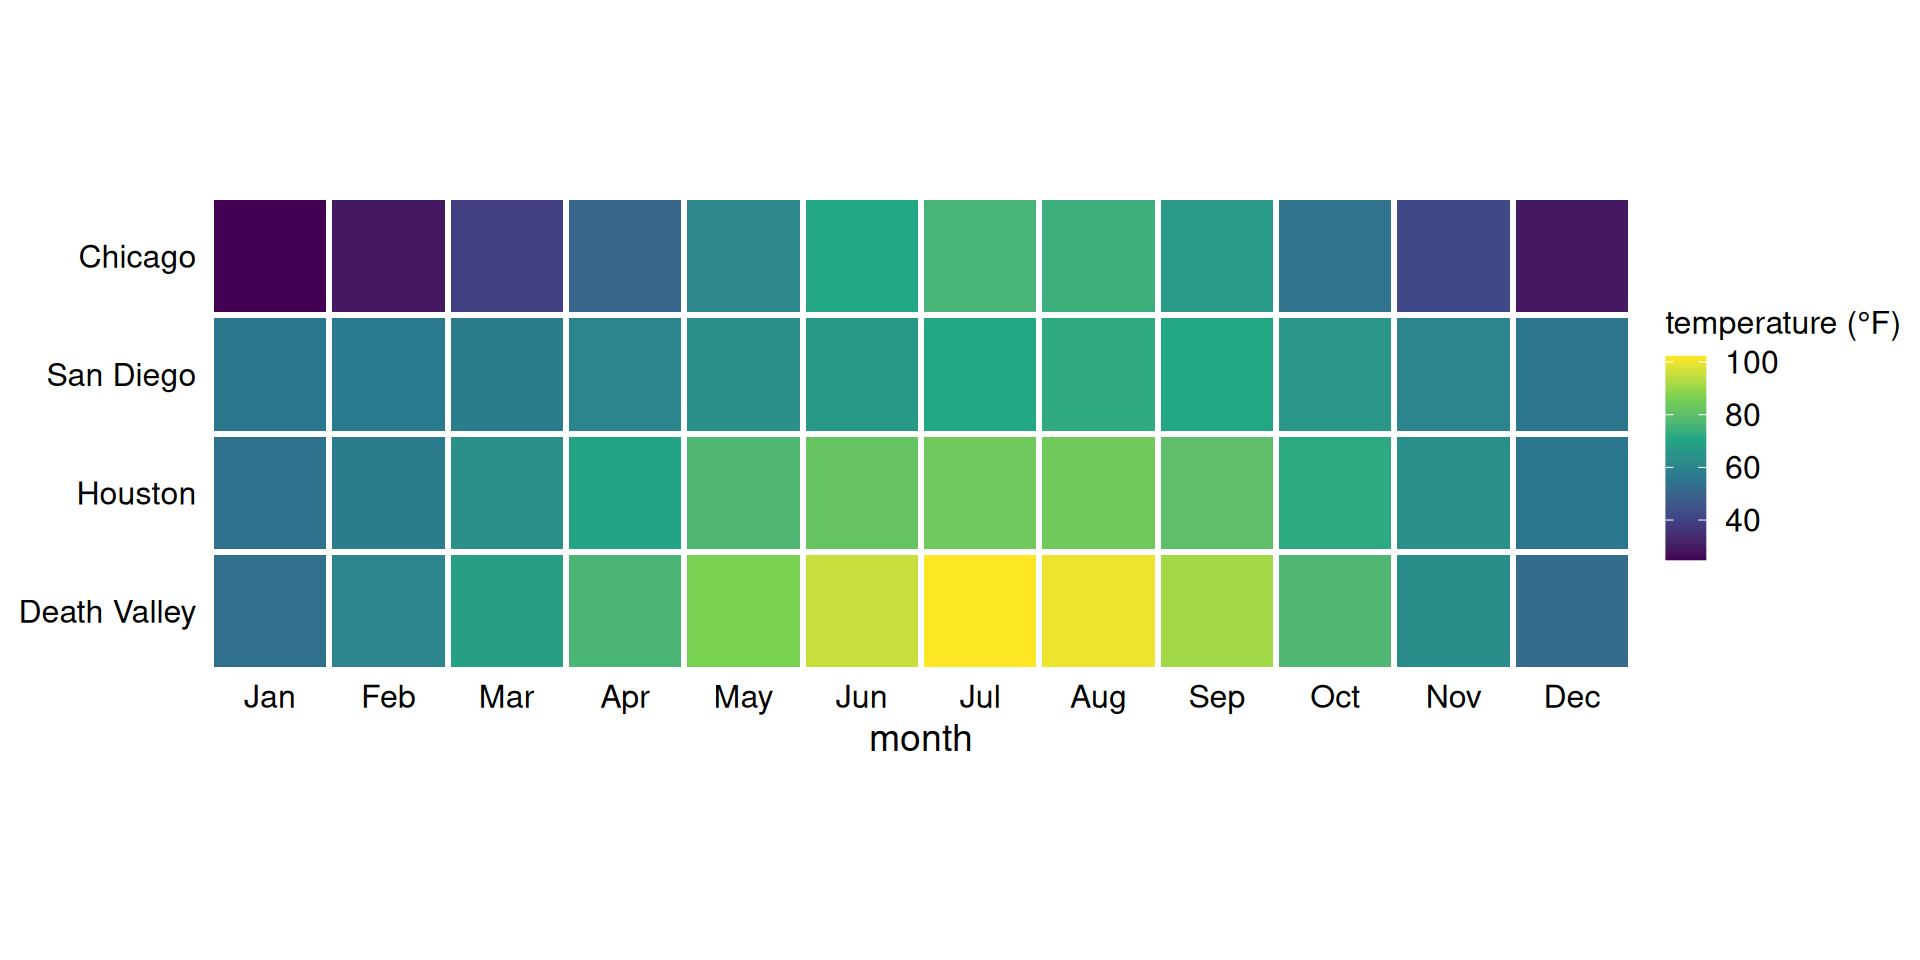 Chicago
San Diego
Houston
Death Valley
Jan Feb Mar Apr May Jun Jul Aug Sep Oct Nov Dec
month
temperature (°F)
100
80
60
40